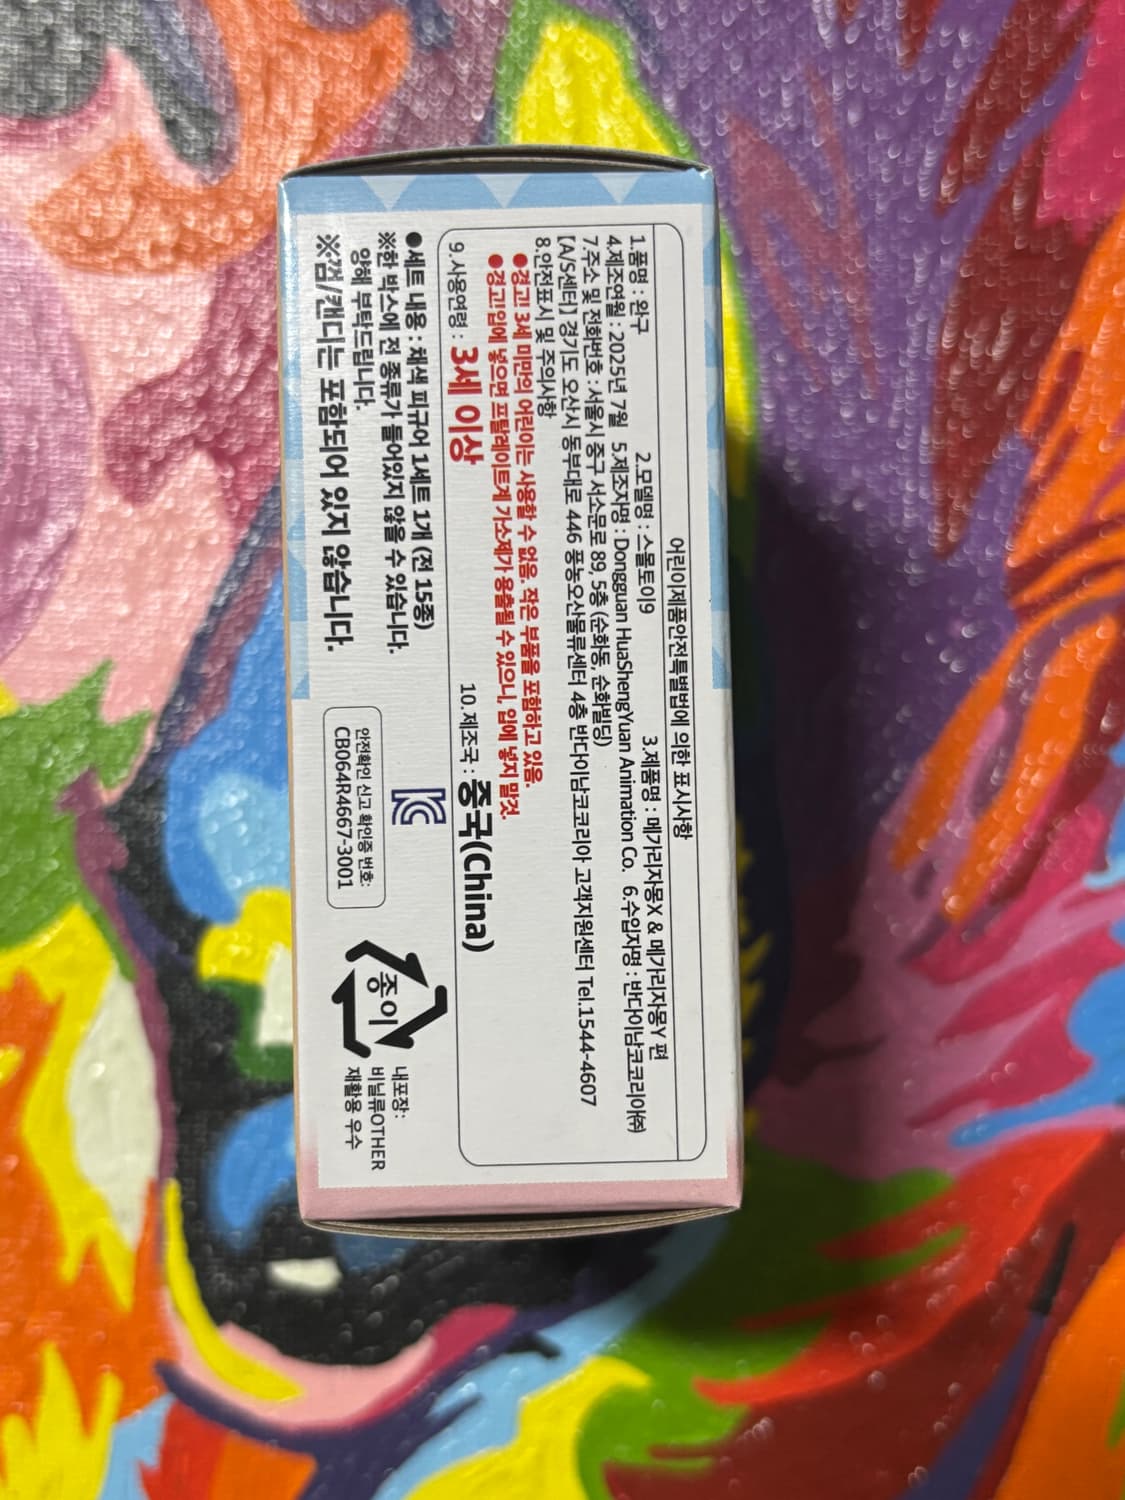 어린이제품안전특별법에 의한 표시사항
1.품명 : 완구 2.모델명 : 스몰토이9 3.제품명 : 메가리자몽X & 메가리자몽Y 편
4.제조연월 : 2025년 7월 5.제조자명 : Dongguan HuaShengYuan Animation Co. 6.수입자명 : 반다이남코코리아㈜
7.주소 및 전화번호 : 서울시 중구 서소문로 89, 5층 (순화동, 순화빌딩)
[A/S센터] 경기도 오산시 동부대로 446 풍농오산물류센터 4층 반다이남코코리아 고객지원센터 Tel.1544-4607
8.안전표시 및 주의사항
●경고! 3세 미만의 어린이는 사용할 수 없음. 작은 부품을 포함하고 있음.
●경고!입에 넣으면 프탈레이트계 가소제가 용출될 수 있으니, 입에 넣지 말것.
9.사용연령 : 3세 이상 10.제조국 : 중국(China)
●세트 내용 : 채색 피규어 1세트 1개 (전 15종)
※한 박스에 전 종류가 들어있지 않을 수 있습니다.
양해 부탁드립니다.
※껌/캔디는 포함되어 있지 않습니다.
KC
안전확인 신고 확인증 번호:
CB064R4667-3001
종이
내포장:
비닐류OTHER
재활용 우수